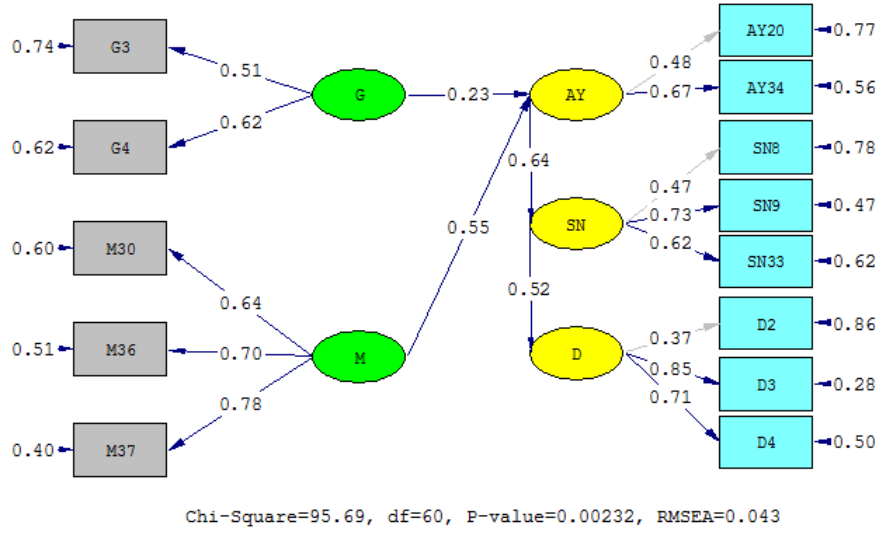 0.74 G3 0.51
0.62 G4 0.62
0.60 M30 0.64
0.51 M36 0.70
0.40 M37 0.78
G 0.23 AY
M 0.55
0.64
SN
0.52
D
0.48 AY20 0.77
0.67 AY34 0.56
0.47 SN8 0.78
0.73 SN9 0.47
0.62 SN33 0.62
0.37 D2 0.86
0.85 D3 0.28
0.71 D4 0.50
Chi-Square=95.69, df=60, P-value=0.00232, RMSEA=0.043